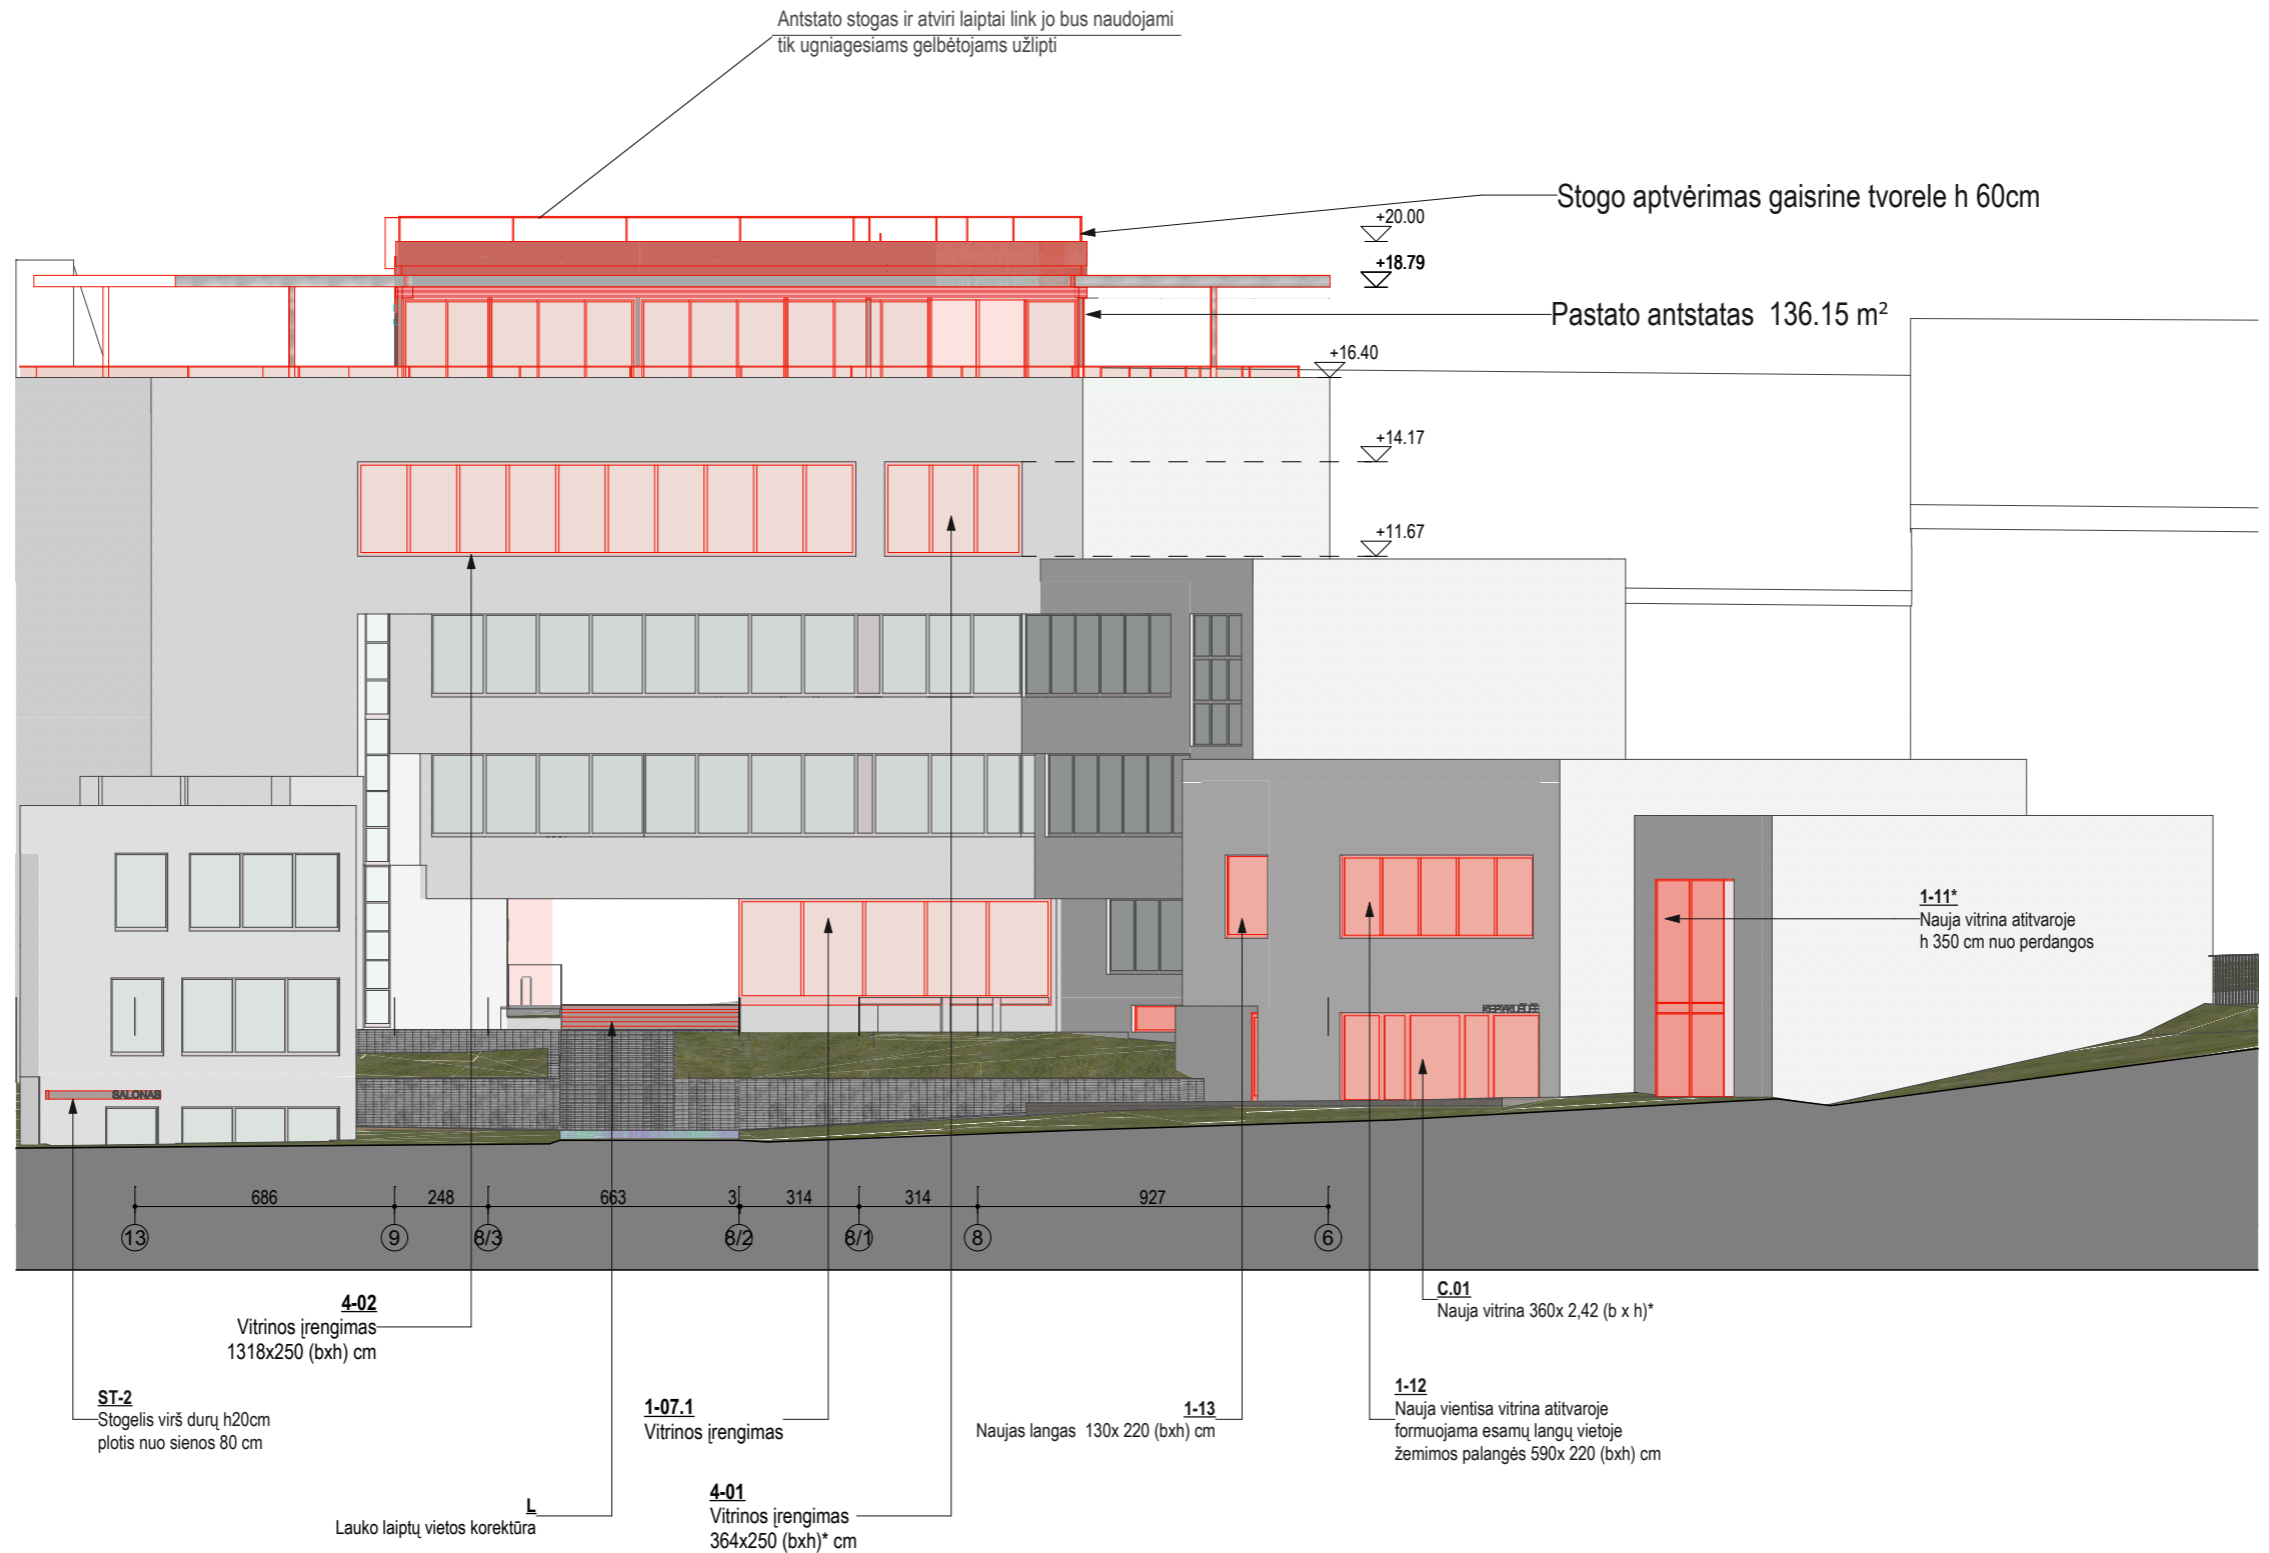 Antstato stogas ir atviri laiptai link jo bus naudojami
tik ugniagesiams gelbėtojams užlipti
Stogo aptvėrimas gaisrine tvorele h 60cm
+20.00
+18.79
Pastato antstatas 136.15 m²
+16.40
+14.17
+11.67
1-11*
Nauja vitrina atitvaroje
h 350 cm nuo perdangos
KEPYKLĖLĖ
SALONAS
686
248
663
3
314
314
927
13
9
8/3
8/2
8/1
8
6
4-02
Vitrinos įrengimas
1318x250 (bxh) cm
C.01
Nauja vitrina 360x 2,42 (b x h)*
ST-2
Stogelis virš durų h20cm
plotis nuo sienos 80 cm
1-07.1
Vitrinos įrengimas
1-13
Naujas langas 130x 220 (bxh) cm
1-12
Nauja vientisa vitrina atitvaroje
formuojama esamų langų vietoje
žemimos palangės 590x 220 (bxh) cm
L
Lauko laiptų vietos korektūra
4-01
Vitrinos įrengimas
364x250 (bxh)* cm